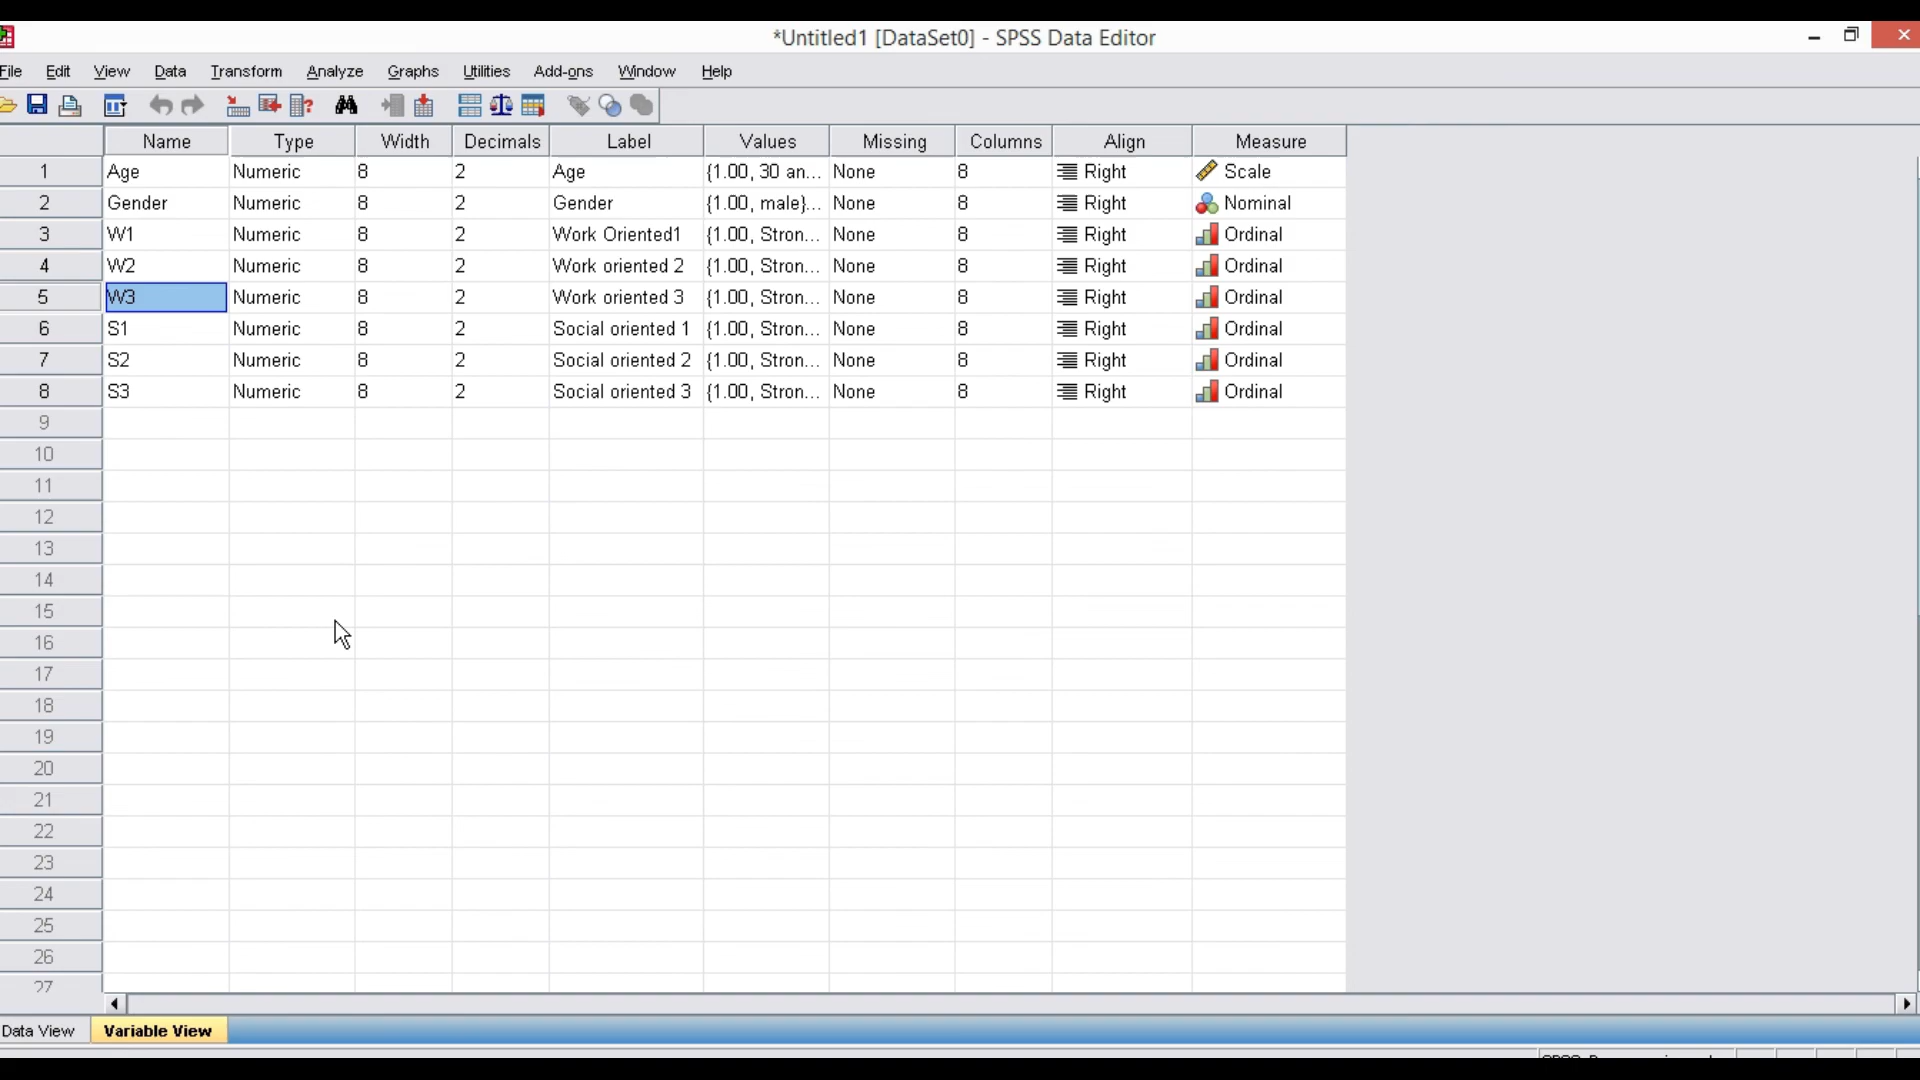 *Untitled1 [DataSet0] - SPSS Data Editor
File Edit View Data Transform Analyze Graphs Utilities Add-ons Window Help
Name Type Width Decimals Label Values Missing Columns Align Measure
1 Age Numeric 8 2 Age {1.00, 30 an... None 8 Right Scale
2 Gender Numeric 8 2 Gender {1.00, male}... None 8 Right Nominal
3 W1 Numeric 8 2 Work Oriented1 {1.00, Stron... None 8 Right Ordinal
4 W2 Numeric 8 2 Work oriented 2 {1.00, Stron... None 8 Right Ordinal
5 W3 Numeric 8 2 Work oriented 3 {1.00, Stron... None 8 Right Ordinal
6 S1 Numeric 8 2 Social oriented 1 {1.00, Stron... None 8 Right Ordinal
7 S2 Numeric 8 2 Social oriented 2 {1.00, Stron... None 8 Right Ordinal
8 S3 Numeric 8 2 Social oriented 3 {1.00, Stron... None 8 Right Ordinal
9
10
11
12
13
14
15
16
17
18
19
20
21
22
23
24
25
26
27
Data View Variable View